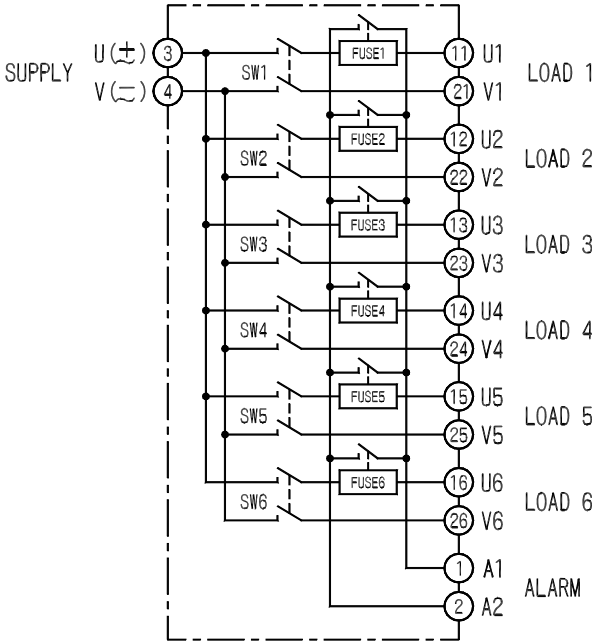 SUPPLY
U(±) 3
V(−) 4
SW1 FUSE1 11 U1
21 V1
LOAD 1
SW2 FUSE2 12 U2
22 V2
LOAD 2
SW3 FUSE3 13 U3
23 V3
LOAD 3
SW4 FUSE4 14 U4
24 V4
LOAD 4
SW5 FUSE5 15 U5
25 V5
LOAD 5
SW6 FUSE6 16 U6
26 V6
LOAD 6
1 A1
2 A2
ALARM